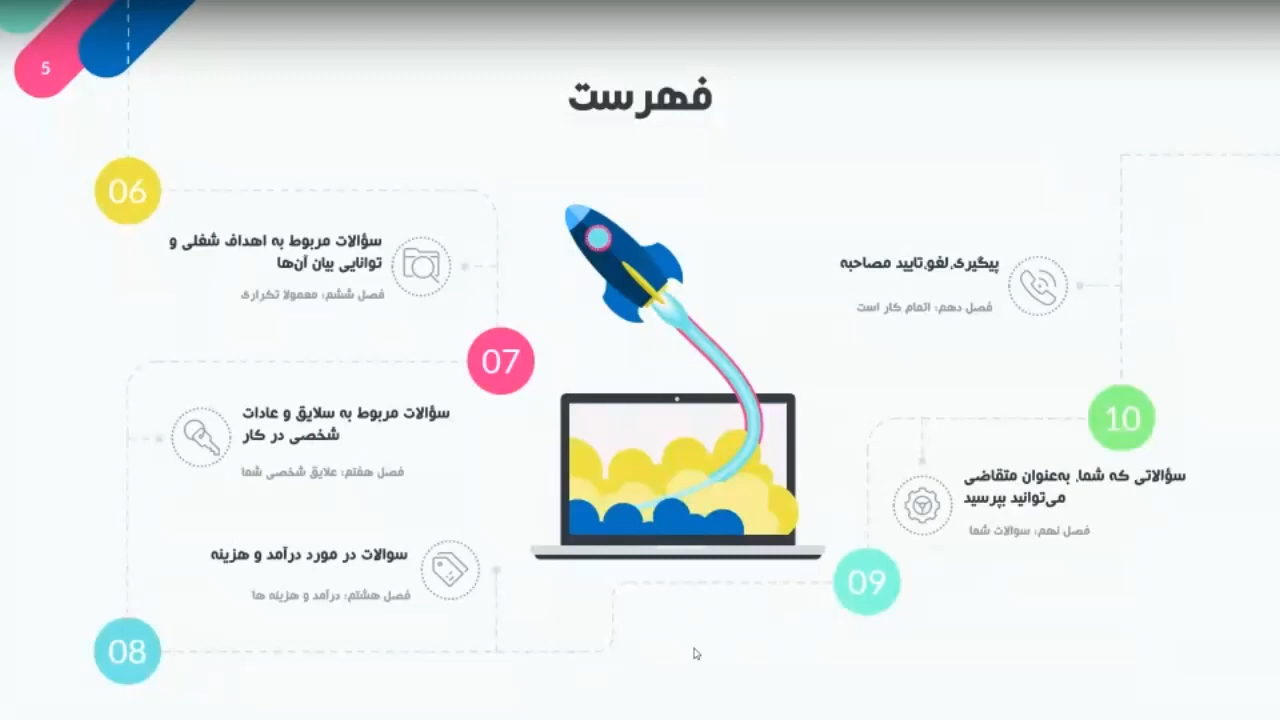 5
فهرست
06
سؤالات مربوط به اهداف شغلی و
توانایی بیان آن‌ها
فصل ششم: معمولا تکراری
07
سؤالات مربوط به سلایق و عادات
شخصی در کار
فصل هفتم: علایق شخصی شما
سوالات در مورد درآمد و هزینه
فصل هشتم: درآمد و هزینه ها
08
09
سؤالاتی که شما، به‌عنوان متقاضی
می‌توانید بپرسید
فصل نهم: سوالات شما
10
پیگیری،لغو،تایید مصاحبه
فصل دهم: اتمام کار است